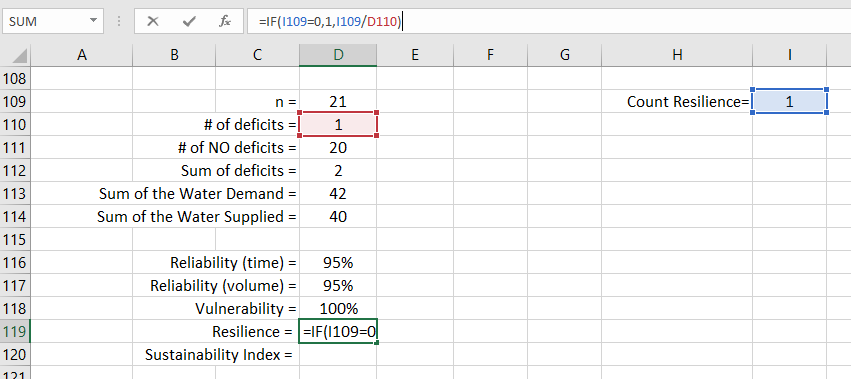 SUM fx =IF(I109=0,1,I109/D110)
A B C D E F G H I
108
109 n = 21 Count Resilience= 1
110 # of deficits = 1
111 # of NO deficits = 20
112 Sum of deficits = 2
113 Sum of the Water Demand = 42
114 Sum of the Water Supplied = 40
115
116 Reliability (time) = 95%
117 Reliability (volume) = 95%
118 Vulnerability = 100%
119 Resilience = =IF(I109=0
120 Sustainability Index =
121